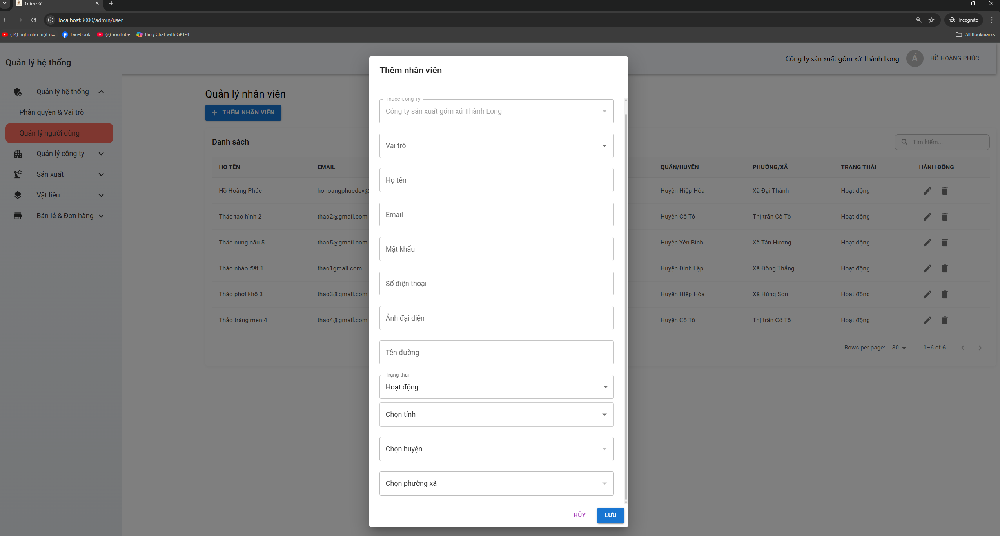 Gốm sứ
localhost:3000/admin/user
Incognito
(14) nghĩ như một n...
Facebook
(2) YouTube
Bing Chat with GPT-4
All Bookmarks
Quản lý hệ thống
Công ty sản xuất gốm xứ Thành Long
Á
HỒ HOÀNG PHÚC
Quản lý hệ thống
Phân quyền & Vai trò
Quản lý người dùng
Quản lý công ty
Sản xuất
Vật liệu
Bán lẻ & Đơn hàng
Quản lý nhân viên
THÊM NHÂN VIÊN
Danh sách
Tìm kiếm...
HỌ TÊN EMAIL QUẬN/HUYỆN PHƯỜNG/XÃ TRẠNG THÁI HÀNH ĐỘNG
Hồ Hoàng Phúc hohoangphucdev@ Huyện Hiệp Hòa Xã Đại Thành Hoạt động
Thảo tạo hình 2 thao2@gmail.com Huyện Cô Tô Thị trấn Cô Tô Hoạt động
Thảo nung nấu 5 thao5@gmail.com Huyện Yên Bình Xã Tân Hương Hoạt động
Thảo nhào đất 1 thao1gmail.com Huyện Đình Lập Xã Đồng Thắng Hoạt động
Thảo phơi khô 3 thao3@gmail.com Huyện Hiệp Hòa Xã Hùng Sơn Hoạt động
Thảo tráng men 4 thao4@gmail.com Huyện Cô Tô Thị trấn Cô Tô Hoạt động
Rows per page: 30 1–6 of 6
Thêm nhân viên
Thuộc Công Ty
Công ty sản xuất gốm xứ Thành Long
Vai trò
Họ tên
Email
Mật khẩu
Số điện thoại
Ảnh đại diện
Tên đường
Trạng thái
Hoạt động
Chọn tỉnh
Chọn huyện
Chọn phường xã
HỦY
LƯU